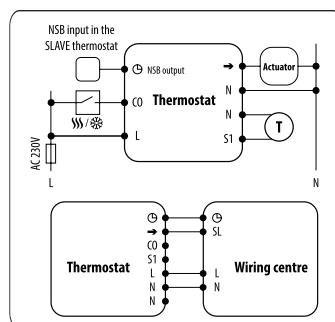 NSB input in the
SLAVE thermostat
NSB output
➔
Actuator
N
CO
Thermostat
N
T
L
S1
AC 230V
/
L
N
SL
CO
S1
Thermostat
L
L
Wiring centre
N
N
N